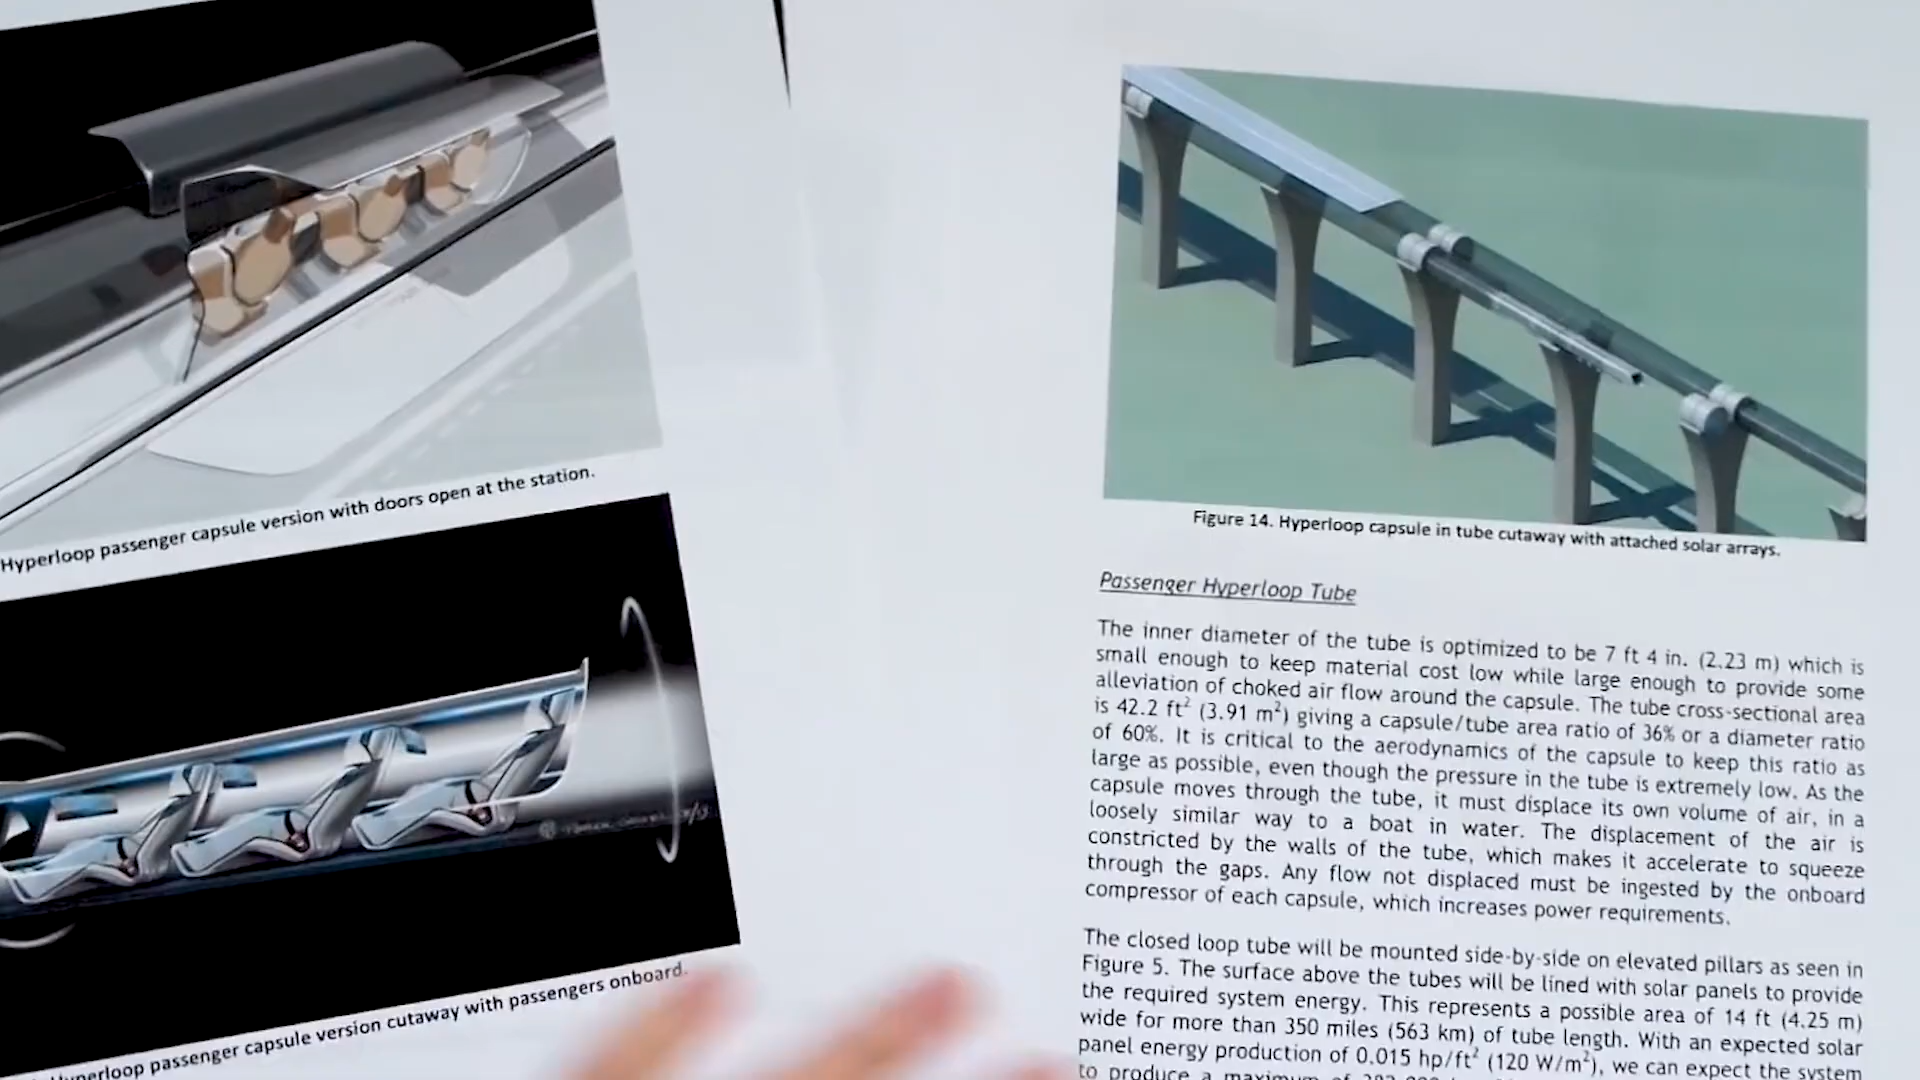 Hyperloop passenger capsule version with doors open at the station.
Hyperloop passenger capsule version cutaway with passengers onboard.
Figure 14. Hyperloop capsule in tube cutaway with attached solar arrays.
Passenger Hyperloop Tube
The inner diameter of the tube is optimized to be 7 ft 4 in. (2.23 m) which is
small enough to keep material cost low while large enough to provide some
alleviation of choked air flow around the capsule. The tube cross-sectional area
is 42.2 ft² (3.91 m²) giving a capsule/tube area ratio of 36% or a diameter ratio
of 60%. It is critical to the aerodynamics of the capsule to keep this ratio as
large as possible, even though the pressure in the tube is extremely low. As the
capsule moves through the tube, it must displace its own volume of air, in a
loosely similar way to a boat in water. The displacement of the air is
constricted by the walls of the tube, which makes it accelerate to squeeze
through the gaps. Any flow not displaced must be ingested by the onboard
compressor of each capsule, which increases power requirements.
The closed loop tube will be mounted side-by-side on elevated pillars as seen in
Figure 5. The surface above the tubes will be lined with solar panels to provide
the required system energy. This represents a possible area of 14 ft (4.25 m)
wide for more than 350 miles (563 km) of tube length. With an expected solar
panel energy production of 0.015 hp/ft² (120 W/m²), we can expect the system
to produce a maximum of